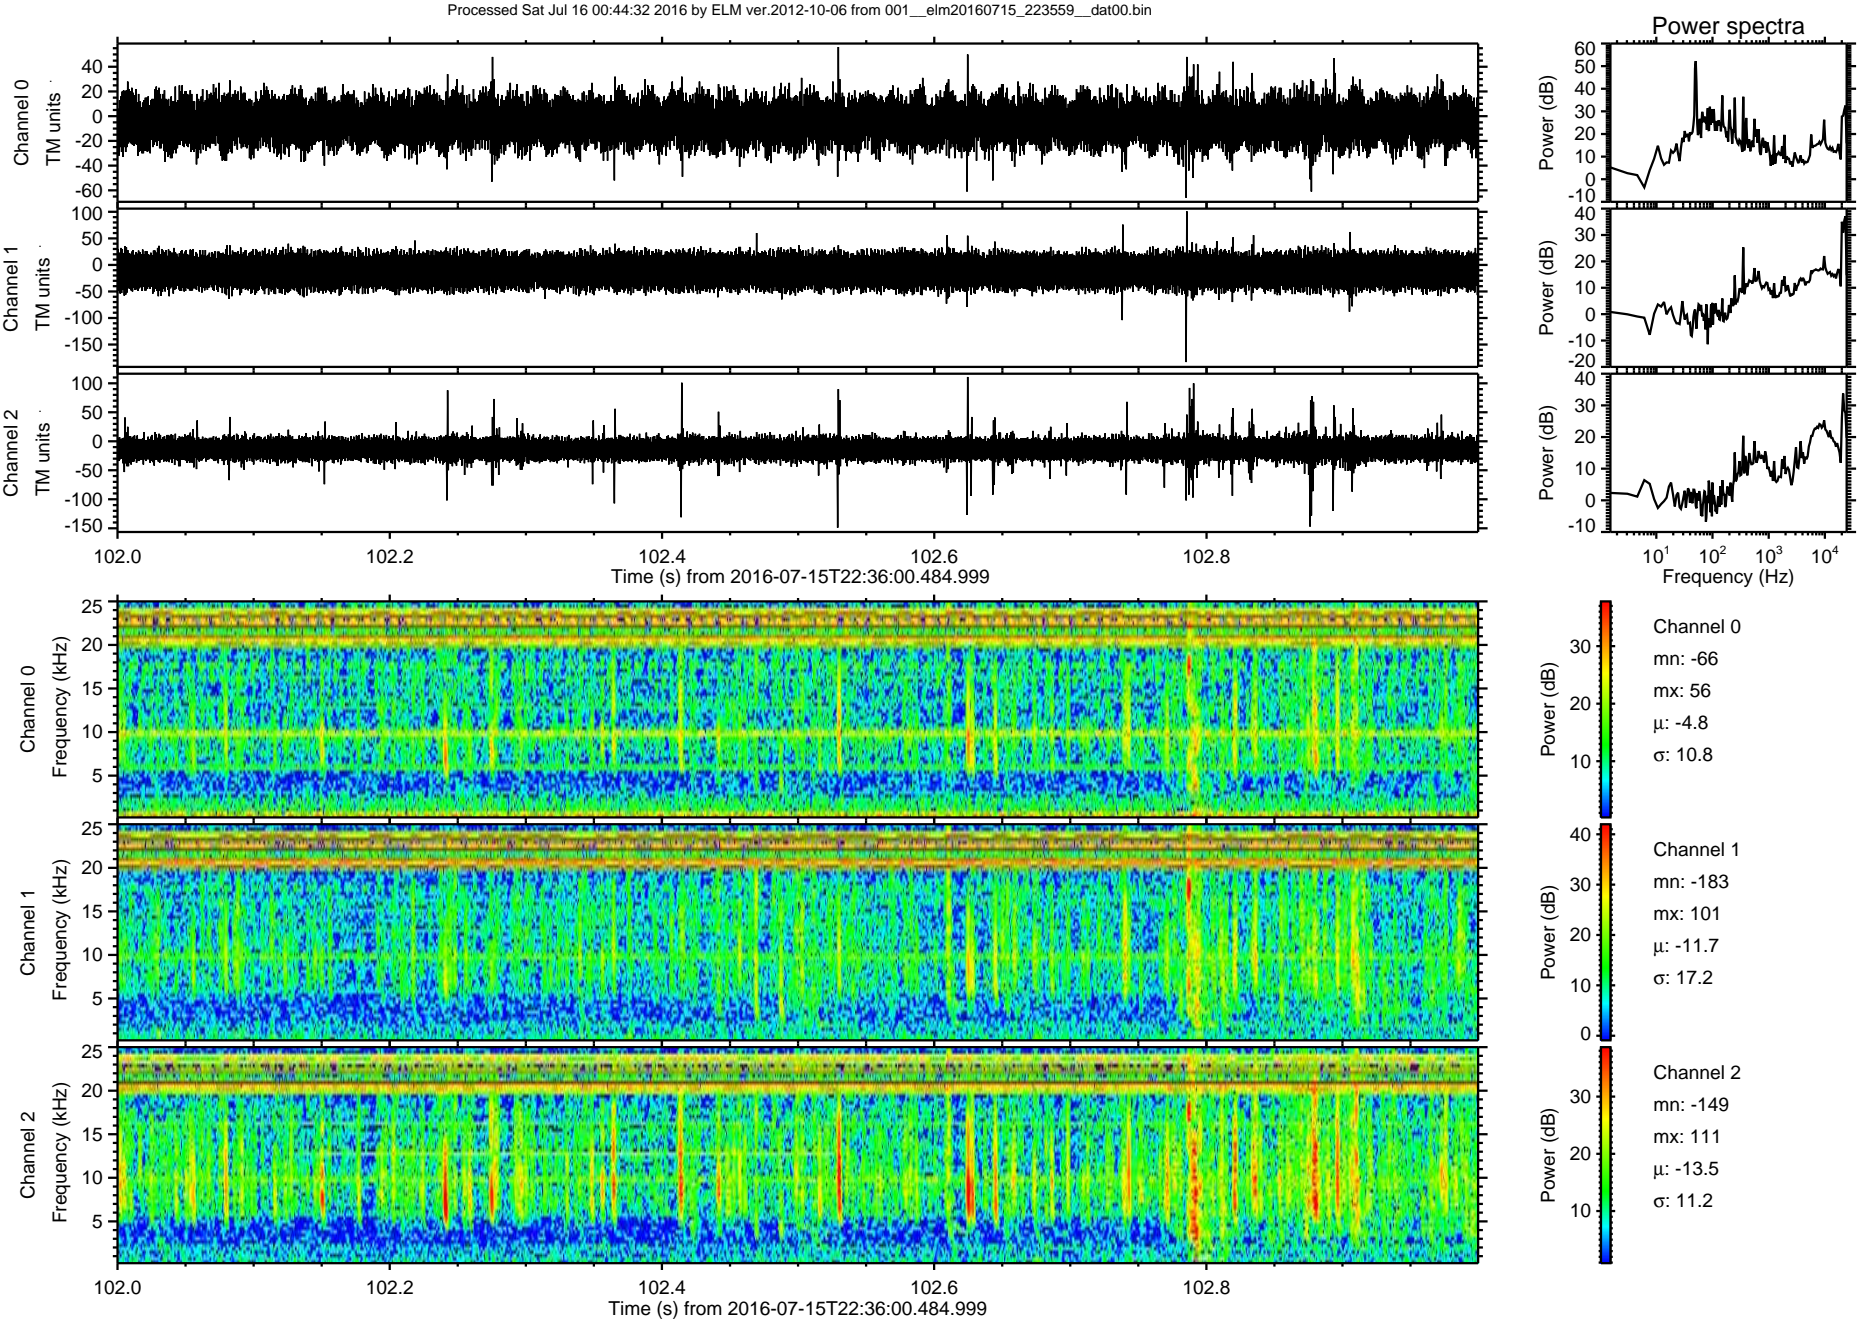 Processed Sat Jul 16 00:44:32 2016 by ELM ver.2012-10-06 from 001__elm20160715_223559__dat00.bin
Power spectra
Channel 0
TM units
40
20
0
-20
-40
-60
Power (dB)
60
50
40
30
20
10
0
-10
Channel 1
TM units
100
50
0
-50
-100
-150
Power (dB)
40
30
20
10
0
-10
-20
Channel 2
TM units
100
50
0
-50
-100
-150
Power (dB)
40
30
20
10
0
-10
102.0 102.2 102.4 102.6 102.8
Time (s) from 2016-07-15T22:36:00.484.999
10^1 10^2 10^3 10^4
Frequency (Hz)
Channel 0
Frequency (kHz)
25
20
15
10
5
Power (dB)
30
20
10
Channel 0
mn: -66
mx: 56
µ: -4.8
σ: 10.8
Channel 1
Frequency (kHz)
25
20
15
10
5
Power (dB)
40
30
20
10
0
Channel 1
mn: -183
mx: 101
µ: -11.7
σ: 17.2
Channel 2
Frequency (kHz)
25
20
15
10
5
Power (dB)
30
20
10
Channel 2
mn: -149
mx: 111
µ: -13.5
σ: 11.2
102.0 102.2 102.4 102.6 102.8
Time (s) from 2016-07-15T22:36:00.484.999